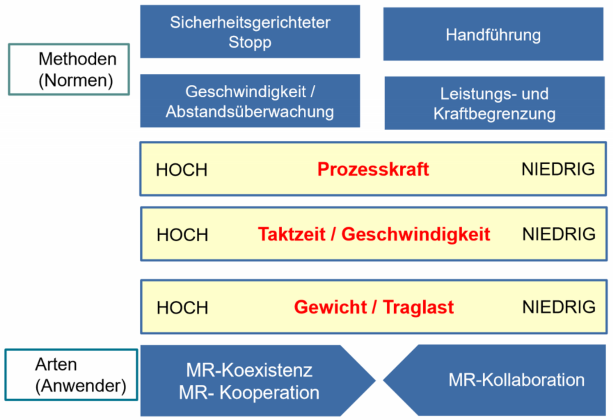 Sicherheitsgerichteter
Stopp
Handführung
Methoden
(Normen)
Geschwindigkeit /
Abstandsüberwachung
Leistungs- und
Kraftbegrenzung
HOCH Prozesskraft NIEDRIG
HOCH Taktzeit / Geschwindigkeit NIEDRIG
HOCH Gewicht / Traglast NIEDRIG
Arten
(Anwender)
MR-Koexistenz
MR- Kooperation
MR-Kollaboration